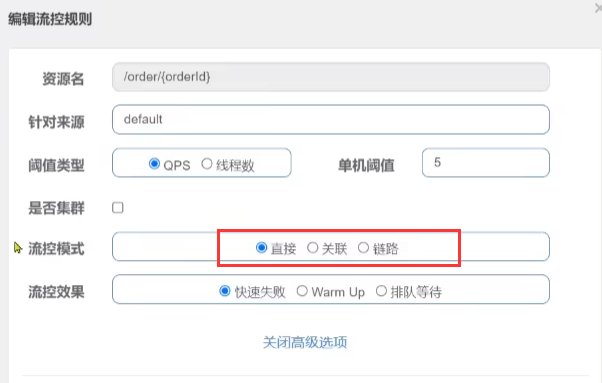 编辑流控规则
资源名 /order/{orderId}
针对来源 default
阈值类型 QPS 线程数 单机阈值 5
是否集群
流控模式 直接 关联 链路
流控效果 快速失败 Warm Up 排队等待
关闭高级选项